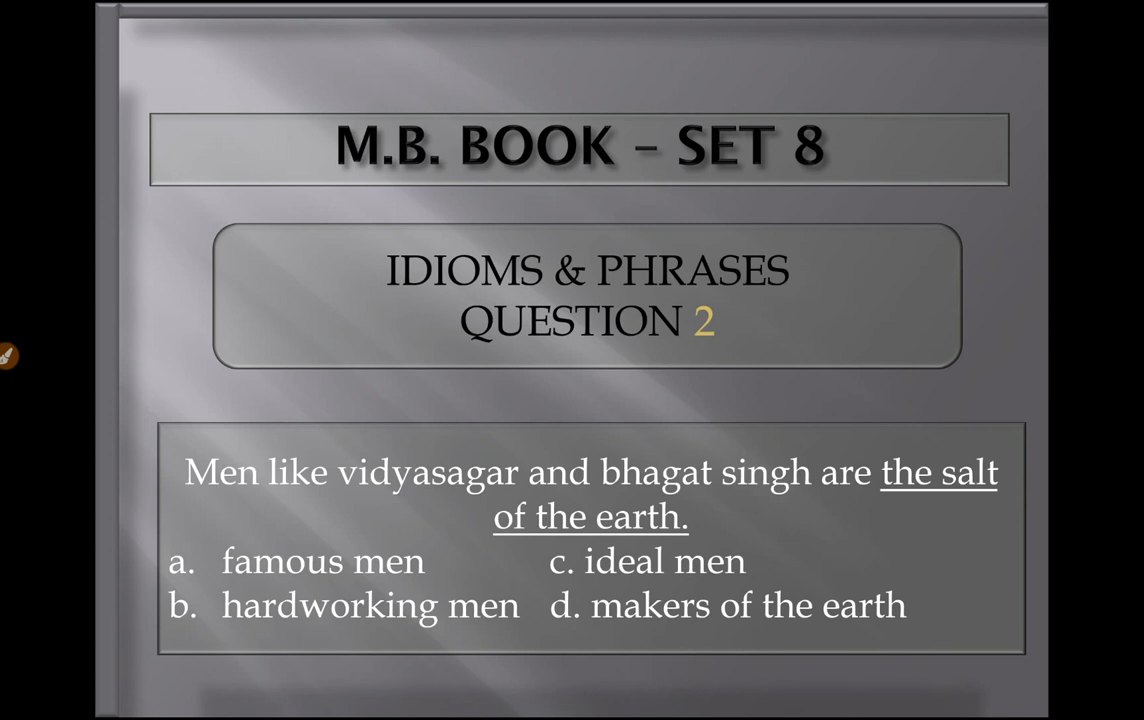 M.B. BOOK – SET 8
IDIOMS & PHRASES
QUESTION 2
Men like vidyasagar and bhagat singh are the salt
of the earth.
a. famous men c. ideal men
b. hardworking men d. makers of the earth